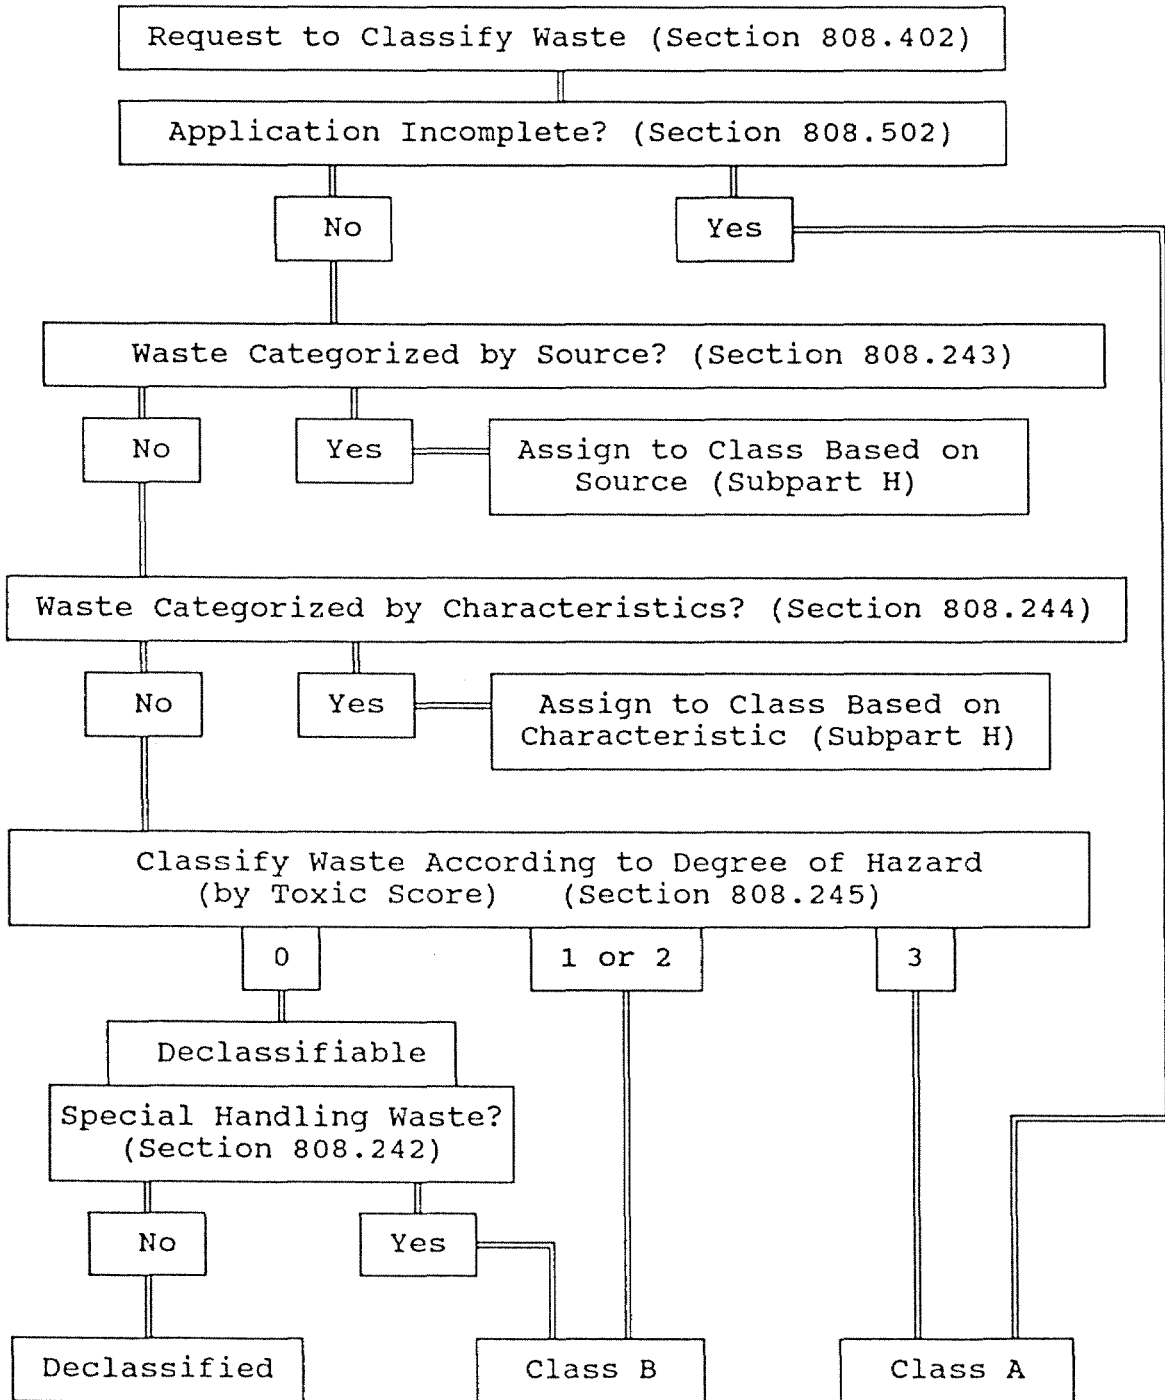 Request to Classify Waste (Section 808.402)
Application Incomplete? (Section 808.502)
No
Yes
Waste Categorized by Source? (Section 808.243)
No
Yes
Assign to Class Based on
Source (Subpart H)
Waste Categorized by Characteristics? (Section 808.244)
No
Yes
Assign to Class Based on
Characteristic (Subpart H)
Classify Waste According to Degree of Hazard
(by Toxic Score) (Section 808.245)
0
1 or 2
3
Declassifiable
Special Handling Waste?
(Section 808.242)
No
Yes
Declassified
Class B
Class A